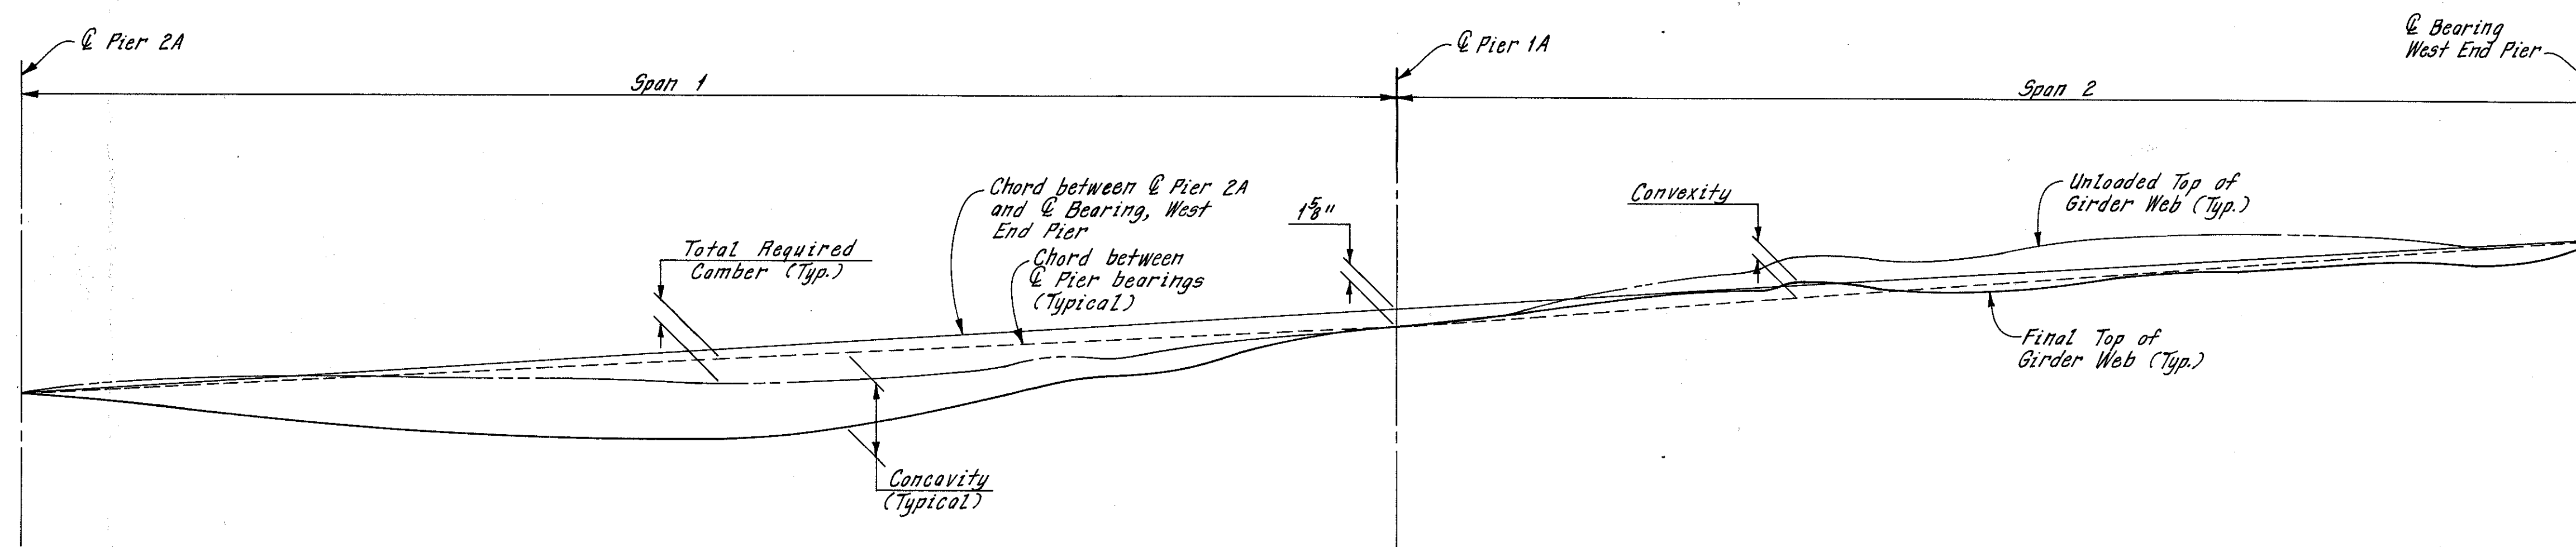 ℄ Pier 2A
℄ Pier 1A
℄ Bearing
West End Pier
Span 1
Span 2
Chord between ℄ Pier 2A
and ℄ Bearing, West
End Pier
1 5/8"
Convexity
Unloaded Top of
Girder Web (Typ.)
Total Required
Camber (Typ.)
Chord between
℄ Pier bearings
(Typical)
Final Top of
Girder Web (Typ.)
Concavity
(Typical)